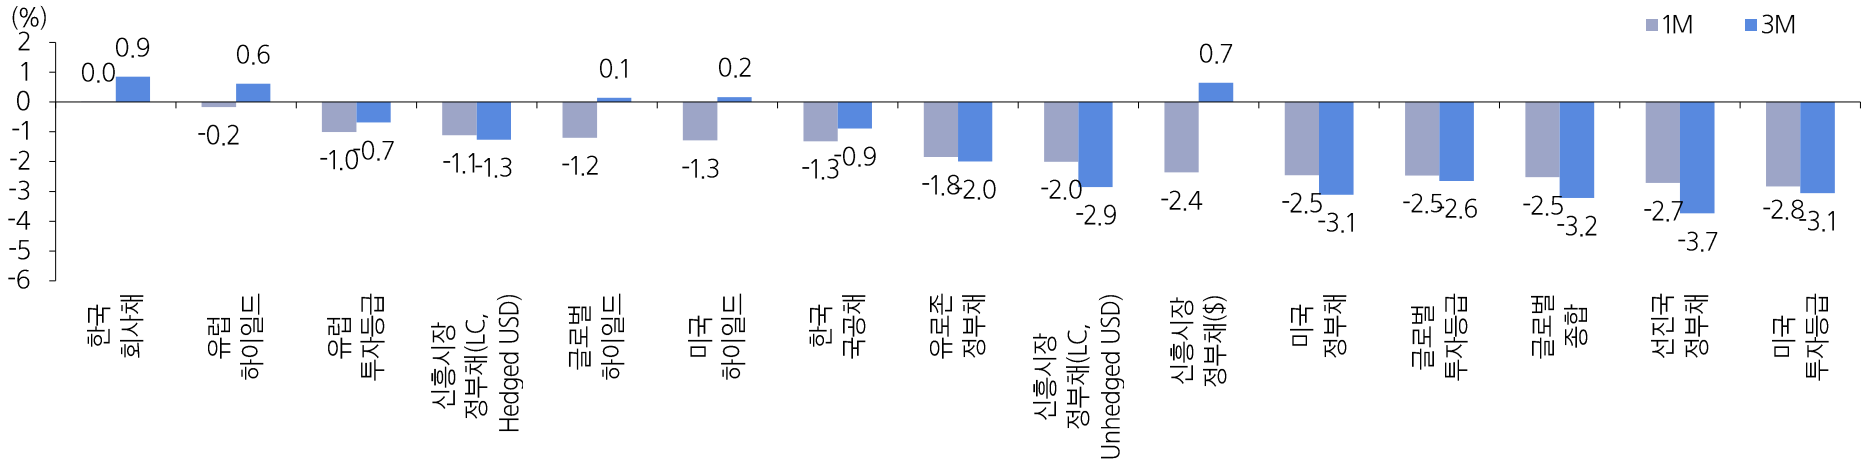 (%)
1M
3M
2
1
0
-1
-2
-3
-4
-5
-6
0.0
0.9
-0.2
0.6
-1.0
-0.7
-1.1
-1.3
-1.2
0.1
-1.3
0.2
-1.3
-0.9
-1.8
-2.0
-2.0
-2.9
-2.4
0.7
-2.5
-3.1
-2.5
-2.6
-2.5
-3.2
-2.7
-3.7
-2.8
-3.1
한국
회사채
유럽
하이일드
유럽
투자등급
신흥시장
정부채(LC,
Hedged USD)
글로벌
하이일드
미국
하이일드
한국
국공채
유로존
정부채
신흥시장
정부채(LC,
Unhedged USD)
신흥시장
정부채($)
미국
정부채
글로벌
투자등급
글로벌
종합
선진국
정부채
미국
투자등급